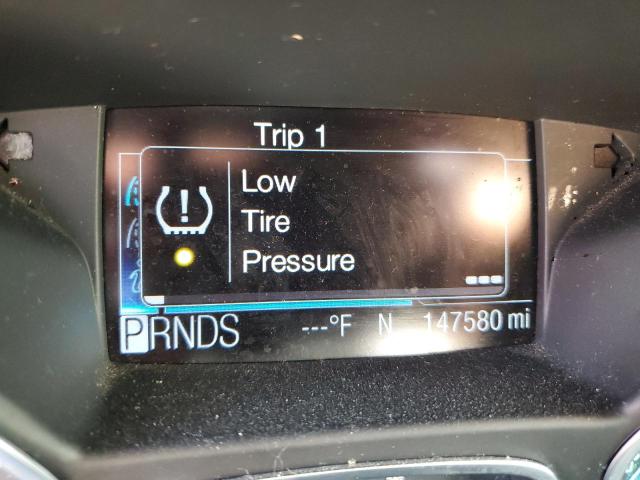 Trip 1
Low
Tire
Pressure
PRNDS ---°F N 147580 mi